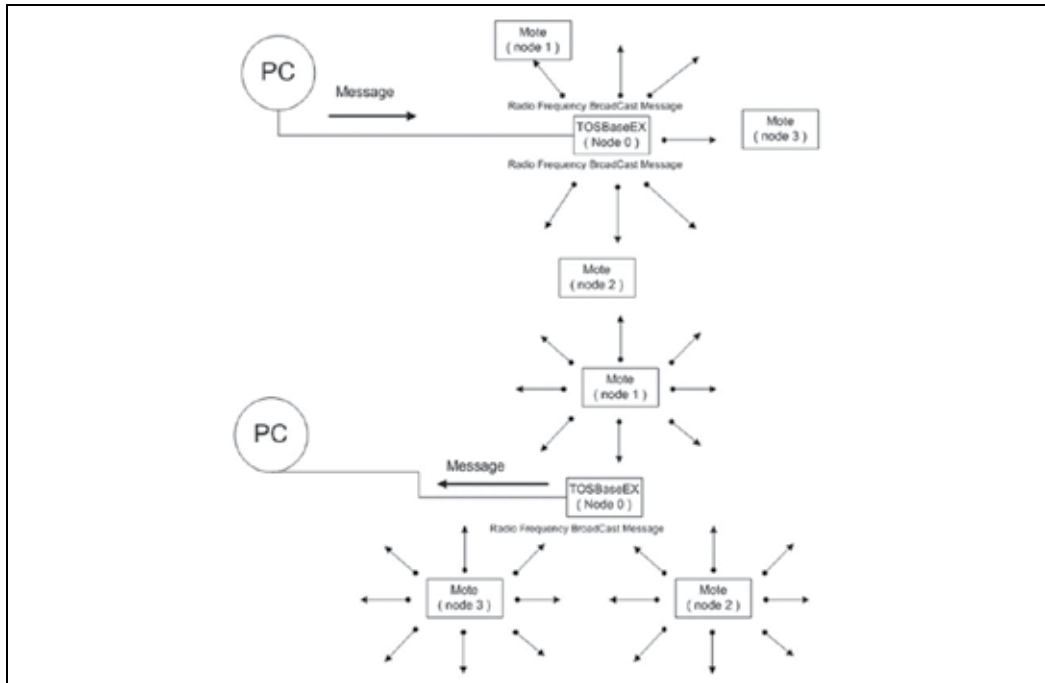 Mote
( node 1 )
PC
Message
Radio Frequency BroadCast Message
TOSBaseEX
( Node 0 )
Mote
( node 3 )
Radio Frequency BroadCast Message
Mote
( node 2 )
Mote
( node 1 )
PC
Message
TOSBaseEX
( Node 0 )
Radio Frequency BroadCast Message
Mote
( node 3 )
Mote
( node 2 )